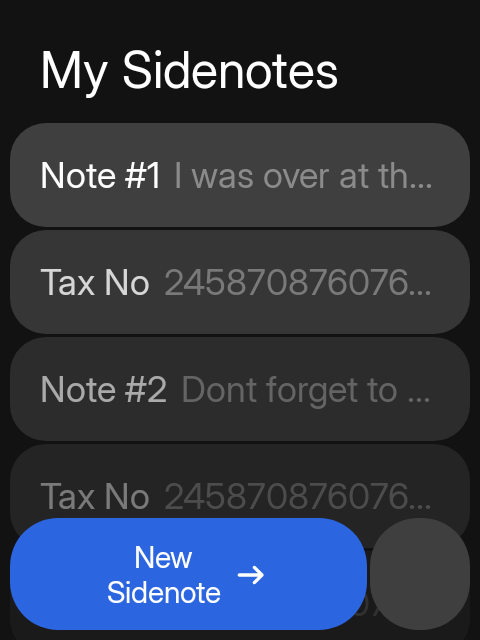 My Sidenotes
Note #1 I was over at th...
Tax No 245870876076...
Note #2 Dont forget to ...
Tax No 245870876076...
New
Sidenote →